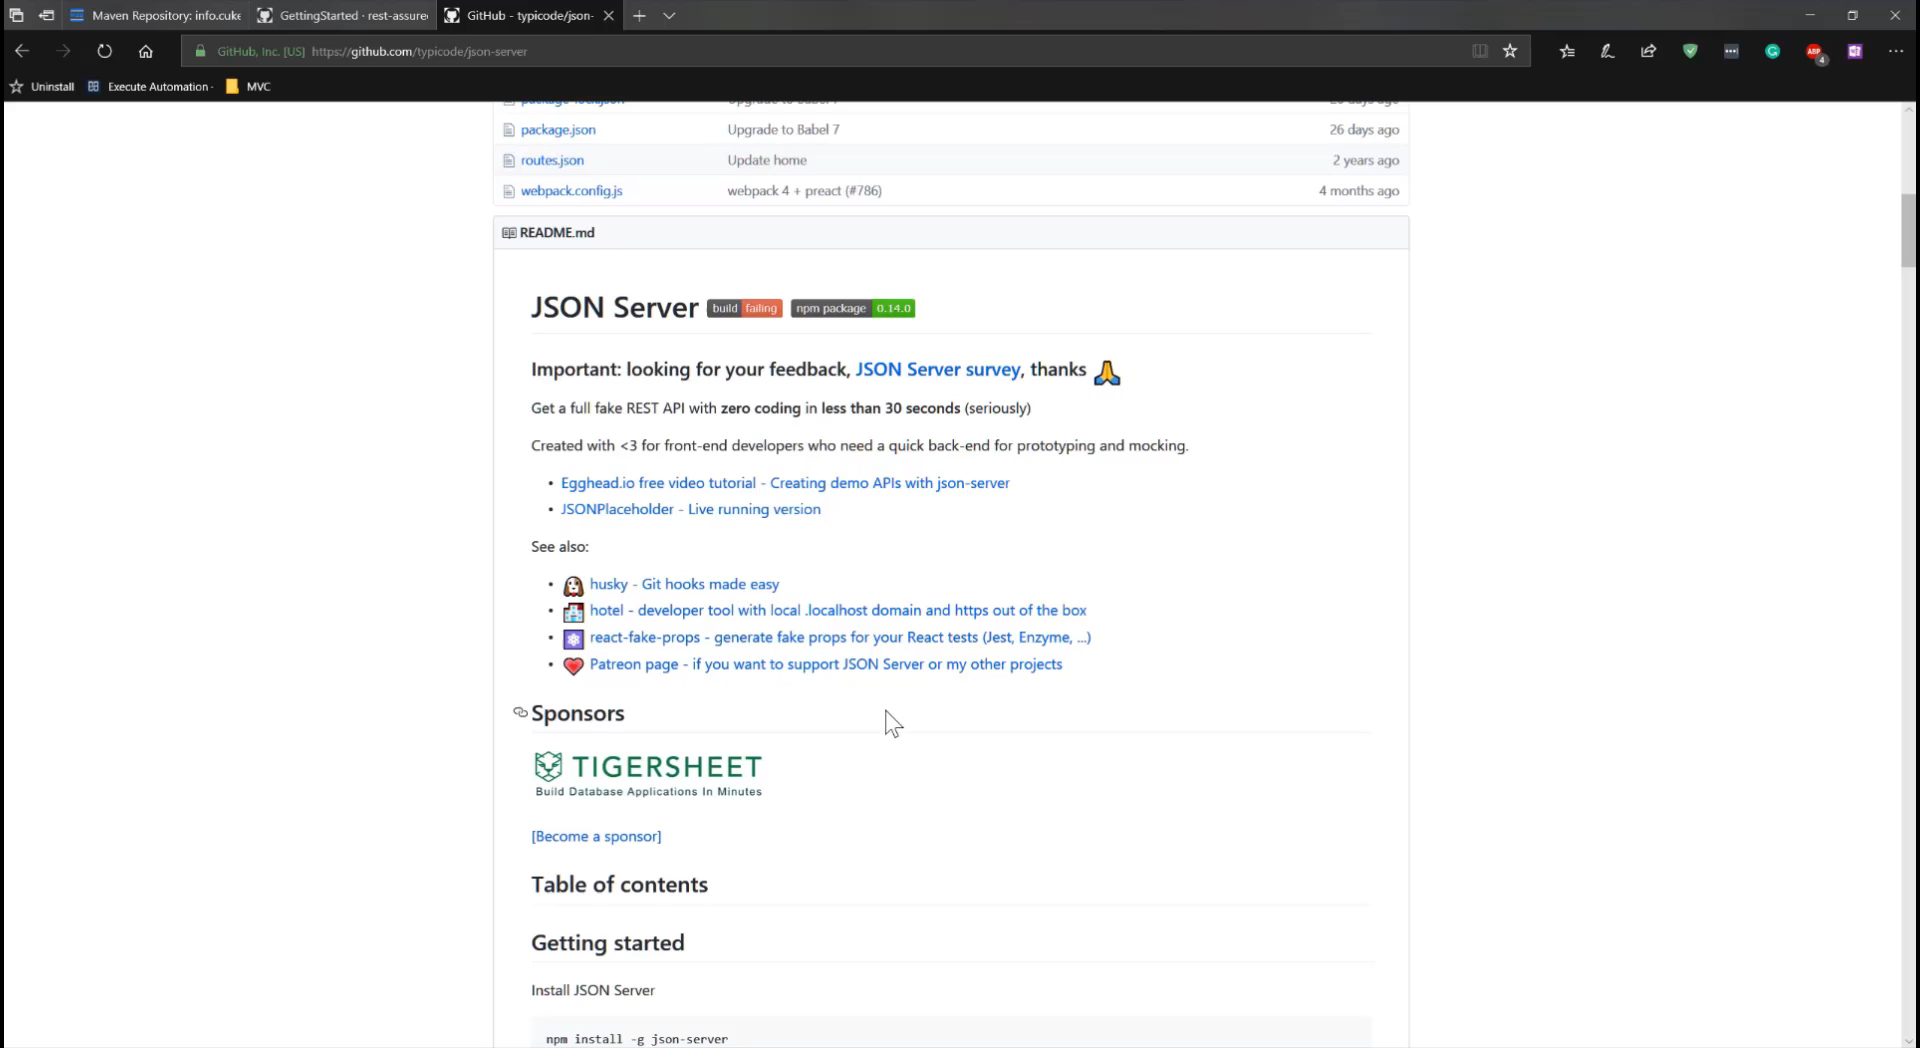 Maven Repository: info.cuke
GettingStarted · rest-assured
GitHub - typicode/json-
GitHub, Inc. [US] https://github.com/typicode/json-server
ABP
4
Uninstall
Execute Automation ·
MVC
package.json Upgrade to Babel 7 26 days ago
routes.json Update home 2 years ago
webpack.config.js webpack 4 + preact (#786) 4 months ago
README.md
JSON Server build failing npm package 0.14.0
Important: looking for your feedback, JSON Server survey, thanks 🙏
Get a full fake REST API with zero coding in less than 30 seconds (seriously)
Created with <3 for front-end developers who need a quick back-end for prototyping and mocking.
• Egghead.io free video tutorial - Creating demo APIs with json-server
• JSONPlaceholder - Live running version
See also:
• 🐶 husky - Git hooks made easy
• 🏩 hotel - developer tool with local .localhost domain and https out of the box
• ⚛️ react-fake-props - generate fake props for your React tests (Jest, Enzyme, ...)
• ❤️ Patreon page - if you want to support JSON Server or my other projects
Sponsors
TIGERSHEET
Build Database Applications In Minutes
[Become a sponsor]
Table of contents
Getting started
Install JSON Server
npm install -g json-server